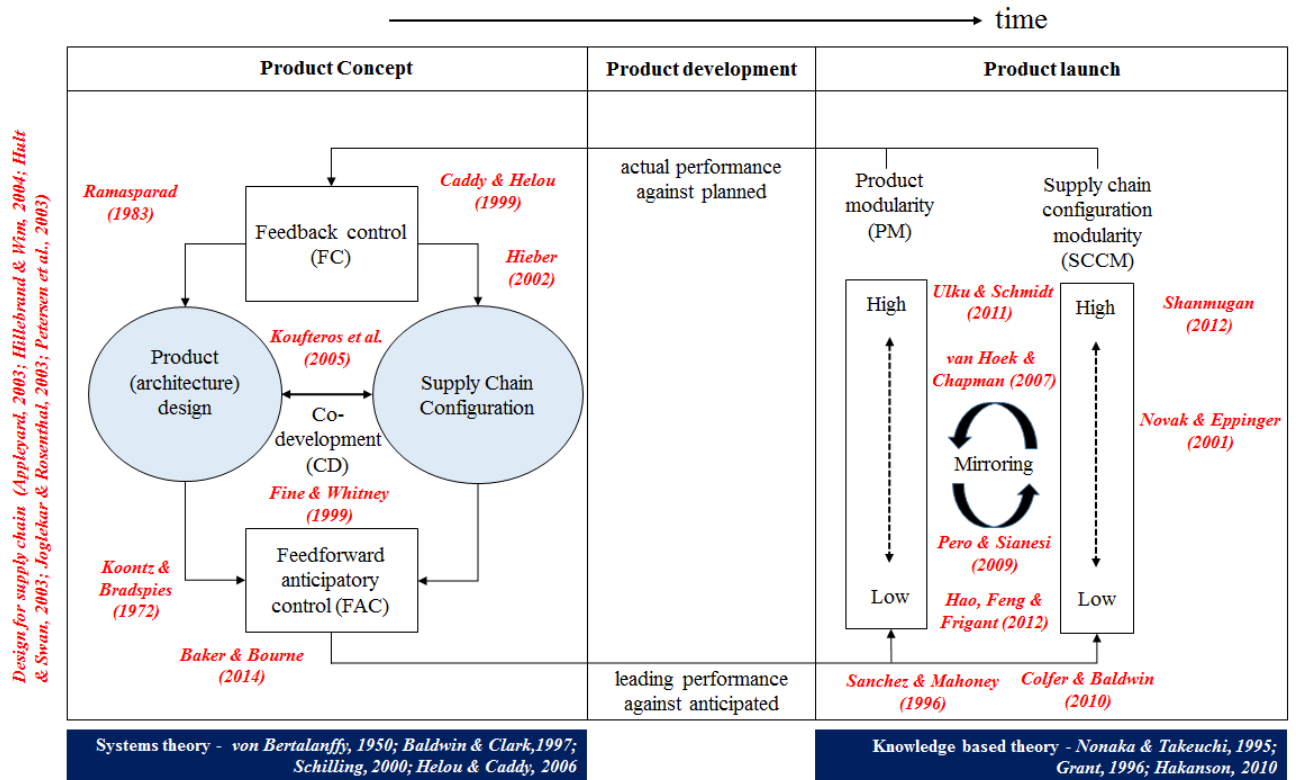 time
Product Concept
Product development
Product launch
Design for supply chain (Appleyard, 2003; Hillebrand & Wim, 2004; Hult
& Swan, 2003; Joglekar & Rosenthal, 2003; Petersen et al., 2003)
Ramasparad
(1983)
Caddy & Helou
(1999)
Feedback control
(FC)
Hieber
(2002)
Koufteros et al.
(2005)
Product
(architecture)
design
Supply Chain
Configuration
Co-
development
(CD)
Fine & Whitney
(1999)
Feedforward
anticipatory
control (FAC)
Koontz &
Bradspies
(1972)
Baker & Bourne
(2014)
actual performance
against planned
leading performance
against anticipated
Product
modularity
(PM)
Supply chain
configuration
modularity
(SCCM)
High
Low
Ulku & Schmidt
(2011)
van Hoek &
Chapman (2007)
Mirroring
Pero & Sianesi
(2009)
Hao, Feng &
Frigant (2012)
High
Low
Shanmugan
(2012)
Novak & Eppinger
(2001)
Sanchez & Mahoney
(1996)
Colfer & Baldwin
(2010)
Systems theory - von Bertalanffy, 1950; Baldwin & Clark,1997;
Schilling, 2000; Helou & Caddy, 2006
Knowledge based theory - Nonaka & Takeuchi, 1995;
Grant, 1996; Hakanson, 2010